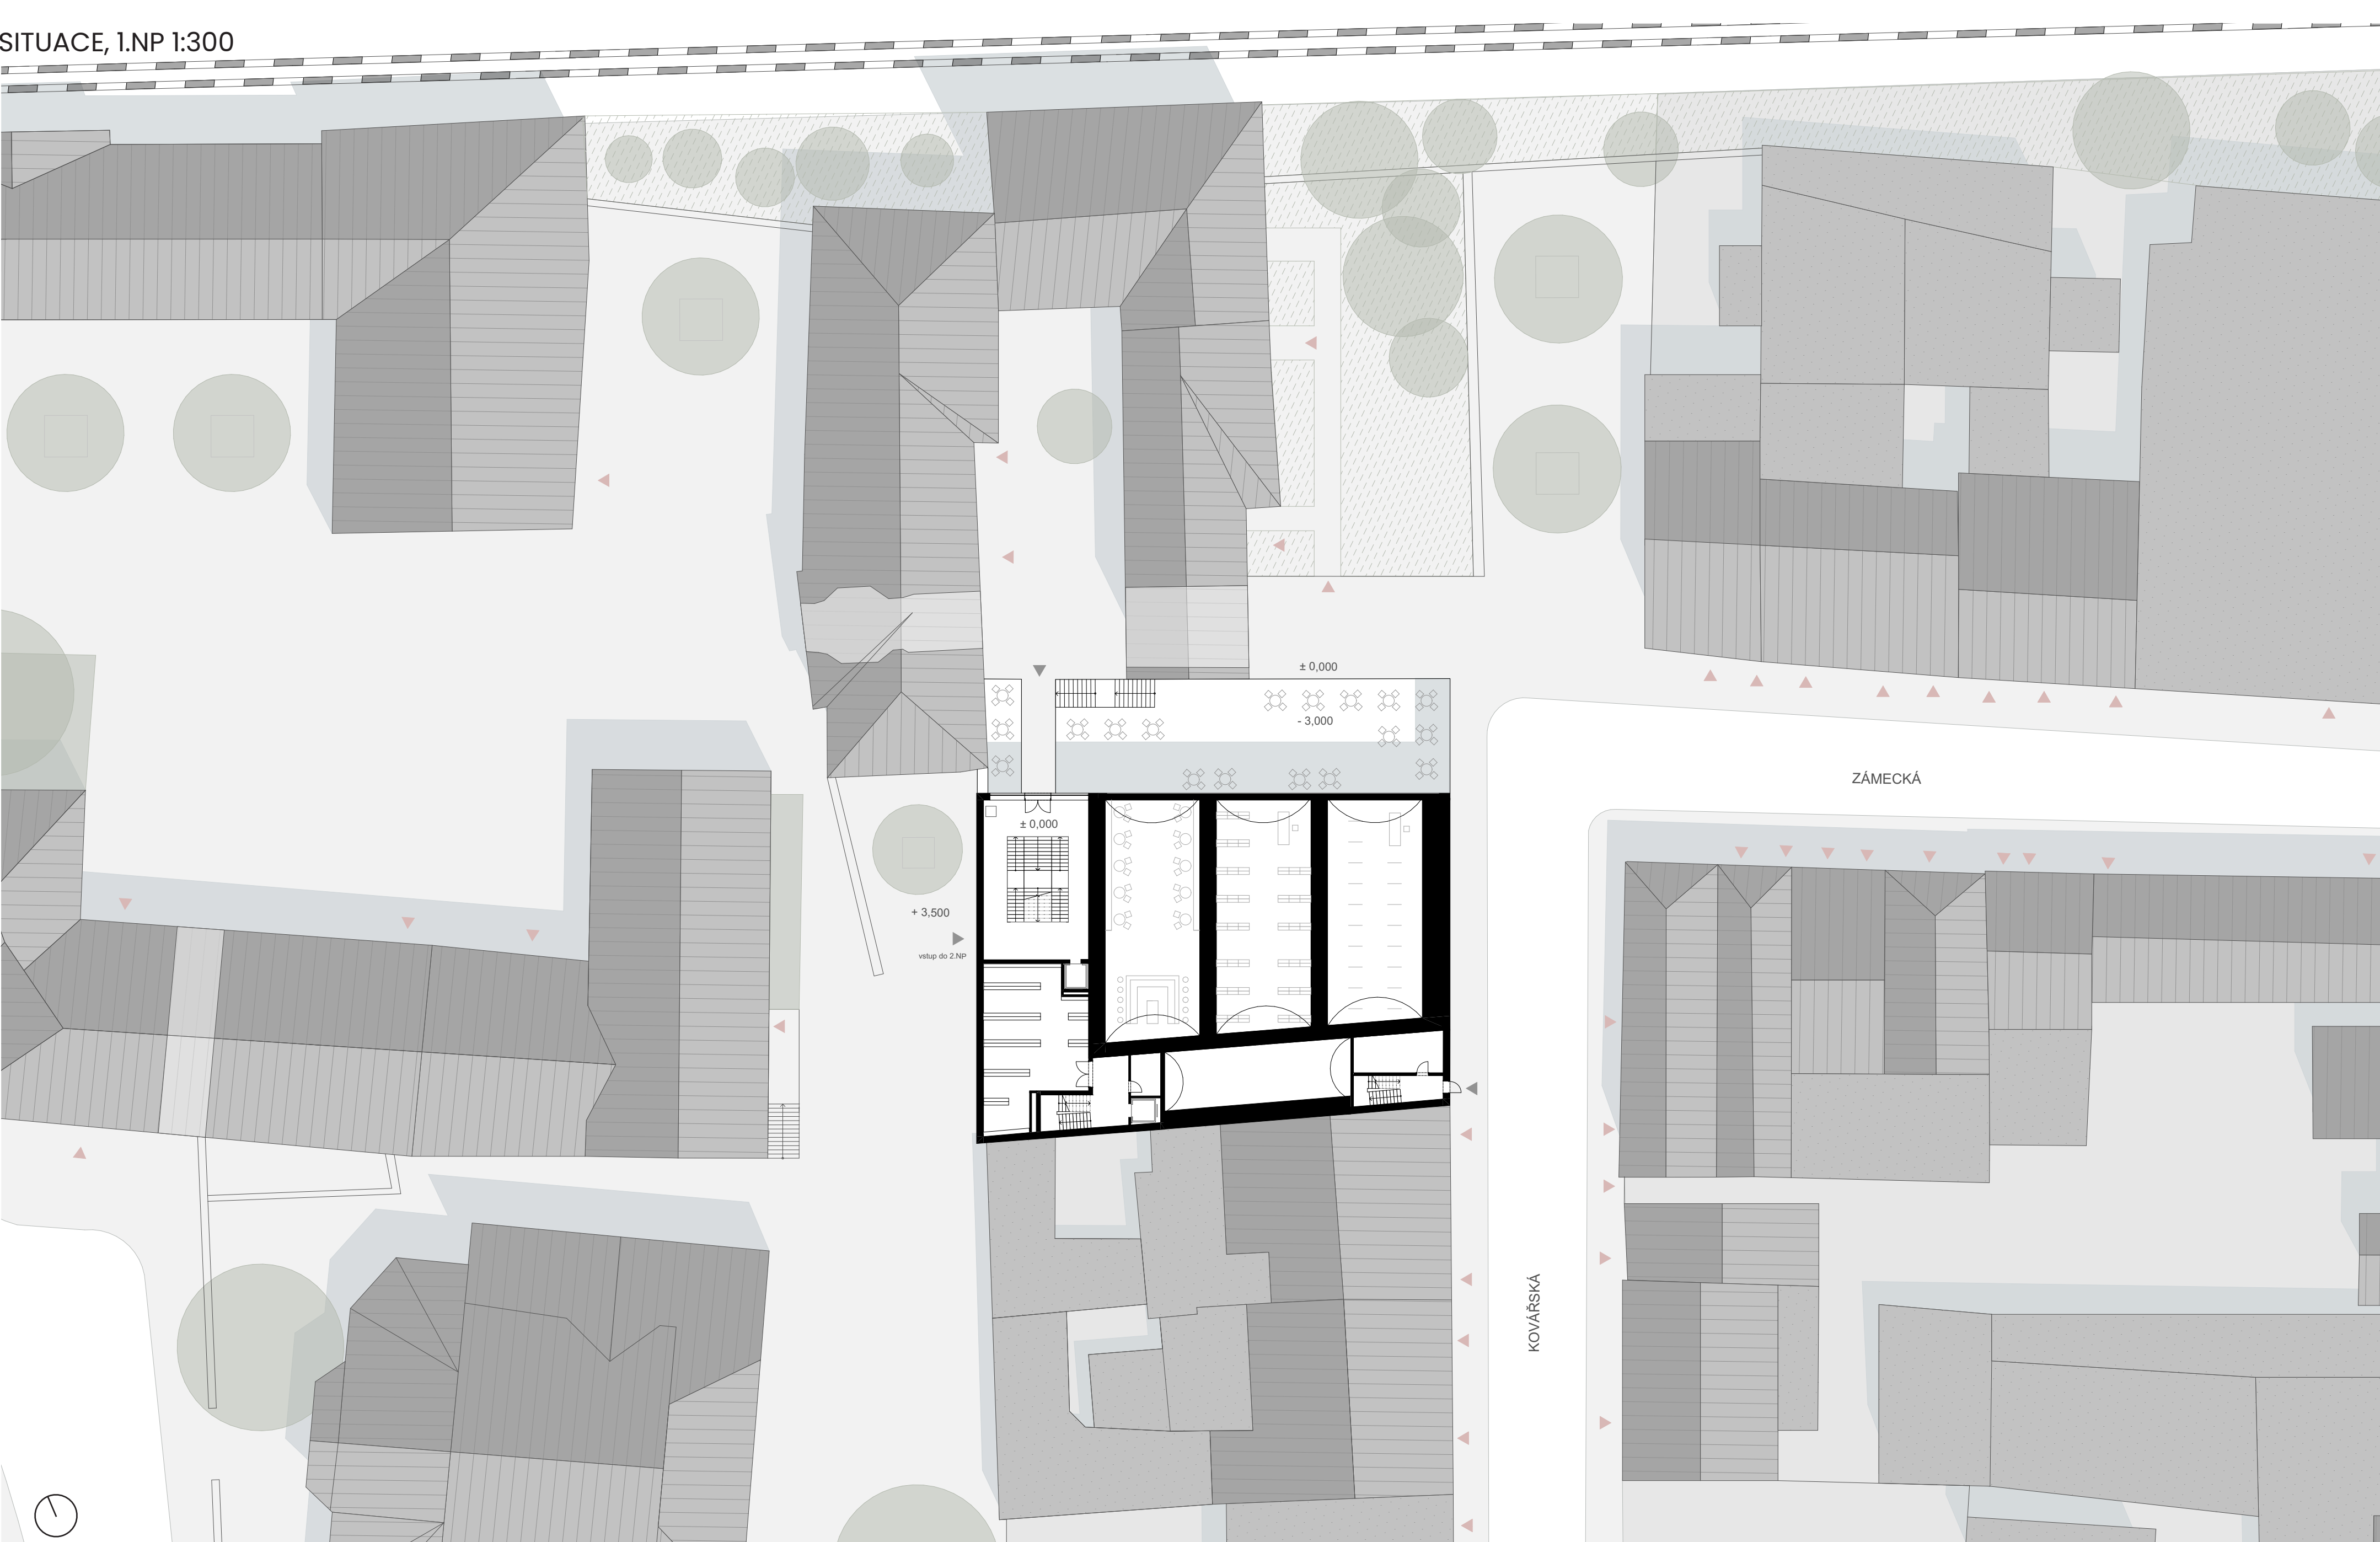 SITUACE, 1.NP 1:300
± 0,000
- 3,000
ZÁMECKÁ
± 0,000
+ 3,500
vstup do 2.NP
KOVÁŘSKÁ